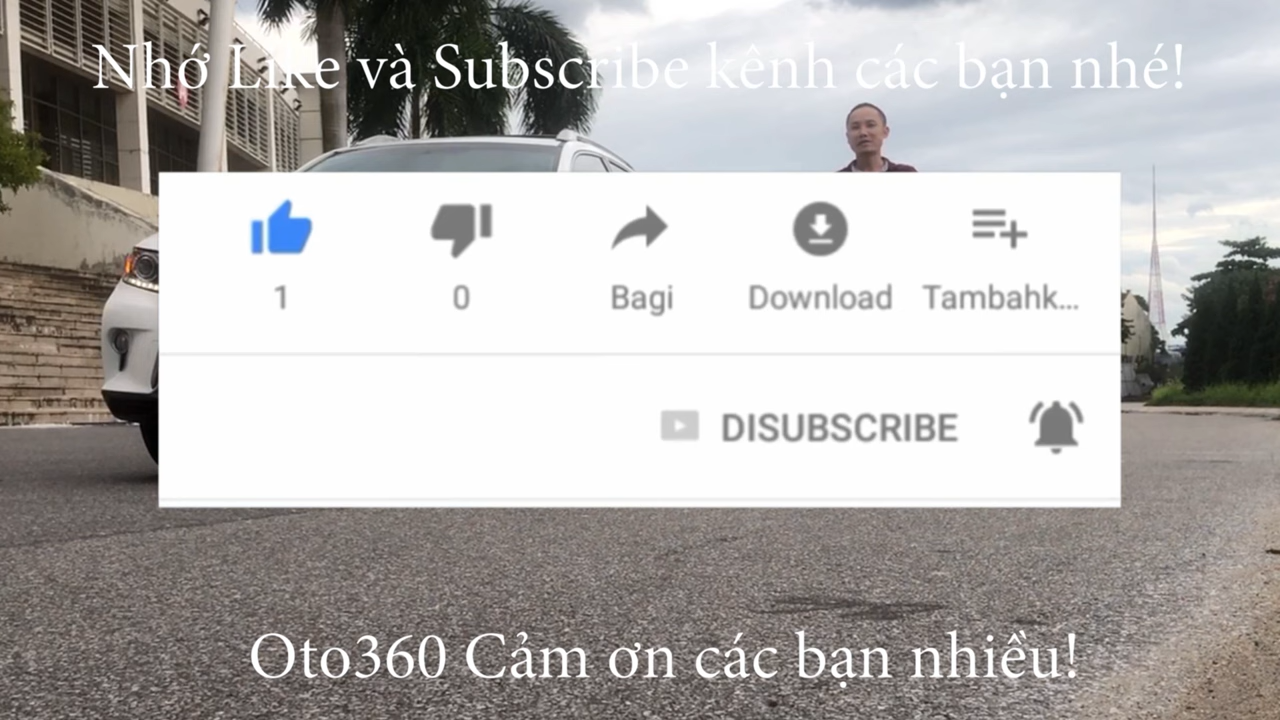 Nhớ Like và Subscribe kênh các bạn nhé!
1 0 Bagi Download Tambahk...
DISUBSCRIBE
Oto360 Cảm ơn các bạn nhiều!